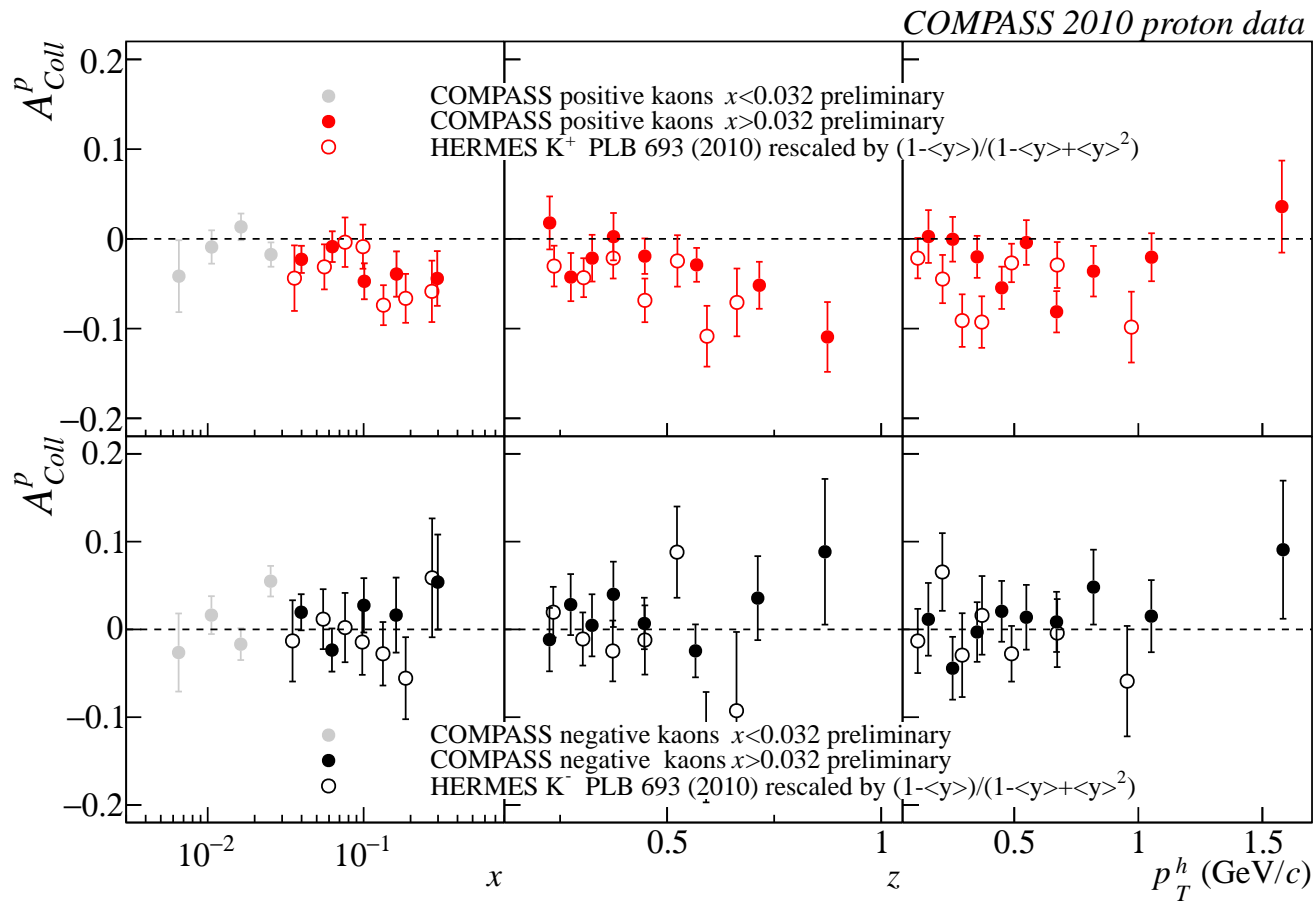 COMPASS 2010 proton data
A^p_Coll
0.2
COMPASS positive kaons x<0.032 preliminary
COMPASS positive kaons x>0.032 preliminary
0.1
HERMES K⁺ PLB 693 (2010) rescaled by (1-<y>)/(1-<y>+<y>²)
0
−0.1
−0.2
A^p_Coll
0.2
0.1
0
−0.1
COMPASS negative kaons x<0.032 preliminary
COMPASS negative kaons x>0.032 preliminary
HERMES K⁻ PLB 693 (2010) rescaled by (1-<y>)/(1-<y>+<y>²)
−0.2
10⁻² 10⁻¹ 0.5 1 0.5 1 1.5
x z p_T^h (GeV/c)